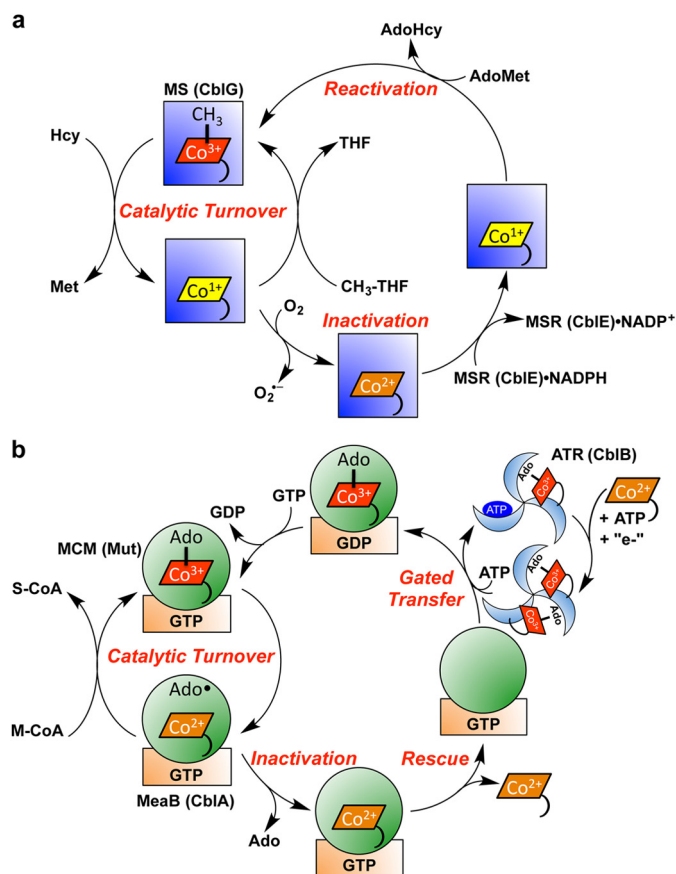 a
AdoHcy
AdoMet
Reactivation
MS (CblG)
CH3
Co3+
Hcy
THF
Catalytic Turnover
Co1+
Co1+
Met
CH3-THF
O2
Inactivation
MSR (CblE)•NADP+
Co2+
O2•−
MSR (CblE)•NADPH
b
ATR (CblB)
Ado
Co3+
Ado
Co3+
ATP
Co2+
+ ATP
+ "e-"
GTP
GDP
GDP
MCM (Mut)
Ado
Co3+
GTP
Gated
Transfer
ATP
Ado
Co3+
Co3+
Ado
S-CoA
Catalytic Turnover
Ado•
Co2+
GTP
GTP
M-CoA
MeaB (CblA)
Inactivation
Rescue
Ado
Co2+
GTP
Co2+